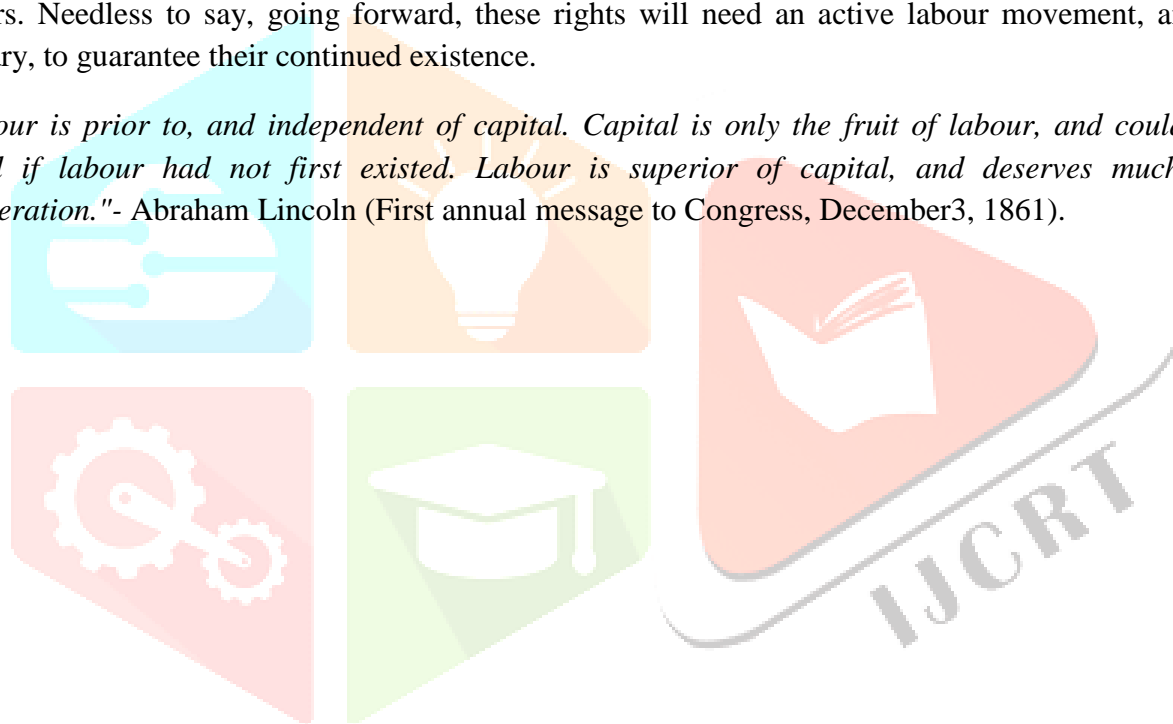 rs. Needless to say, going forward, these rights will need an active labour movement, a
ry, to guarantee their continued existence.
our is prior to, and independent of capital. Capital is only the fruit of labour, and could
if labour had not first existed. Labour is superior of capital, and deserves much
eration."- Abraham Lincoln (First annual message to Congress, December3, 1861).
IJCRT